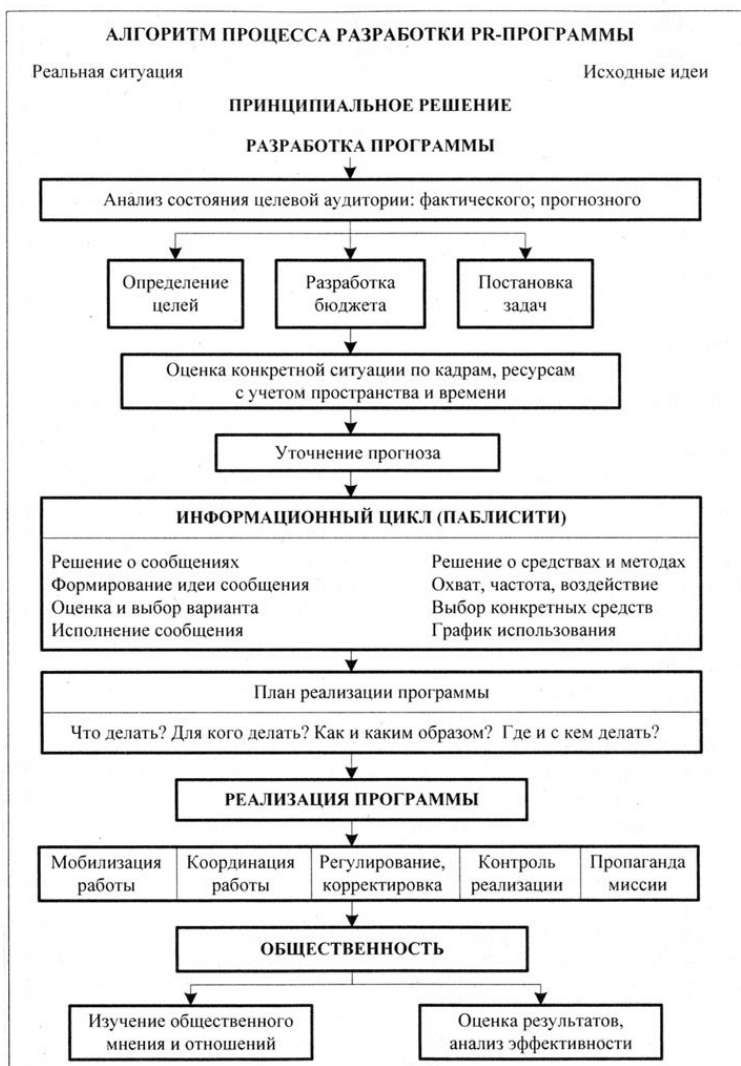 АЛГОРИТМ ПРОЦЕССА РАЗРАБОТКИ PR-ПРОГРАММЫ
Реальная ситуация
Исходные идеи
ПРИНЦИПИАЛЬНОЕ РЕШЕНИЕ
РАЗРАБОТКА ПРОГРАММЫ
Анализ состояния целевой аудитории: фактического; прогнозного
Определение
целей
Разработка
бюджета
Постановка
задач
Оценка конкретной ситуации по кадрам, ресурсам
с учетом пространства и времени
Уточнение прогноза
ИНФОРМАЦИОННЫЙ ЦИКЛ (ПАБЛИСИТИ)
Решение о сообщениях
Формирование идеи сообщения
Оценка и выбор варианта
Исполнение сообщения
Решение о средствах и методах
Охват, частота, воздействие
Выбор конкретных средств
График использования
План реализации программы
Что делать? Для кого делать? Как и каким образом? Где и с кем делать?
РЕАЛИЗАЦИЯ ПРОГРАММЫ
Мобилизация
работы
Координация
работы
Регулирование,
корректировка
Контроль
реализации
Пропаганда
миссии
ОБЩЕСТВЕННОСТЬ
Изучение общественного
мнения и отношений
Оценка результатов,
анализ эффективности